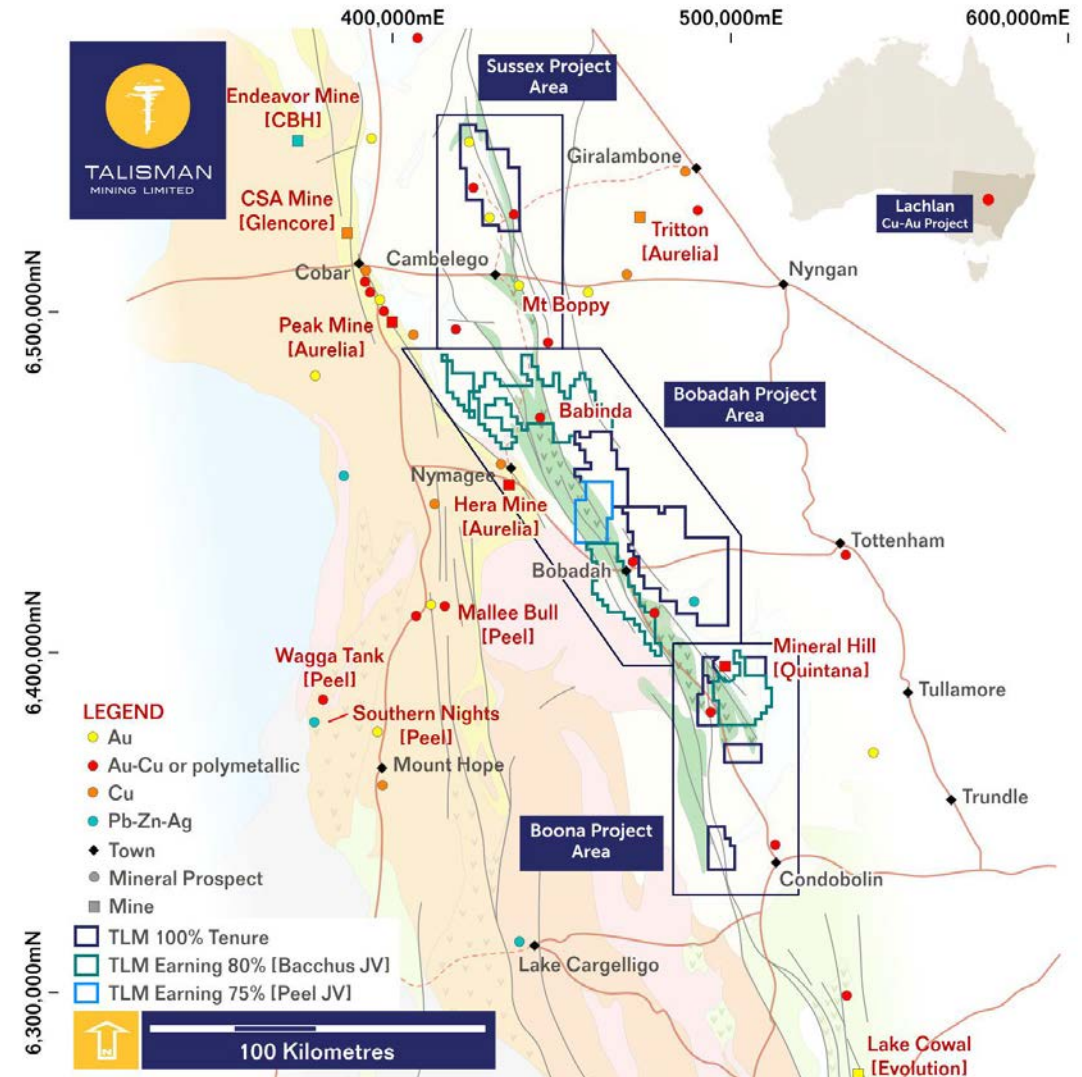 400,000mE
500,000mE
600,000mE
TALISMAN
MINING LIMITED
Sussex Project
Area
Endeavor Mine
[CBH]
Giralambone
CSA Mine
[Glencore]
Lachlan
Cu-Au Project
Tritton
[Aurelia]
Cobar
Cambelego
Nyngan
6,500,000mN
Mt Boppy
Peak Mine
[Aurelia]
Bobadah Project
Area
Babinda
Nymagee
Hera Mine
[Aurelia]
Tottenham
Bobadah
Mallee Bull
[Peel]
6,400,000mN
Mineral Hill
[Quintana]
Wagga Tank
[Peel]
Tullamore
Southern Nights
[Peel]
LEGEND
Au
Au-Cu or polymetallic
Cu
Pb-Zn-Ag
Town
Mineral Prospect
Mine
Mount Hope
Trundle
Boona Project
Area
Condobolin
TLM 100% Tenure
TLM Earning 80% [Bacchus JV]
TLM Earning 75% [Peel JV]
Lake Cargelligo
6,300,000mN
N
100 Kilometres
Lake Cowal
[Evolution]